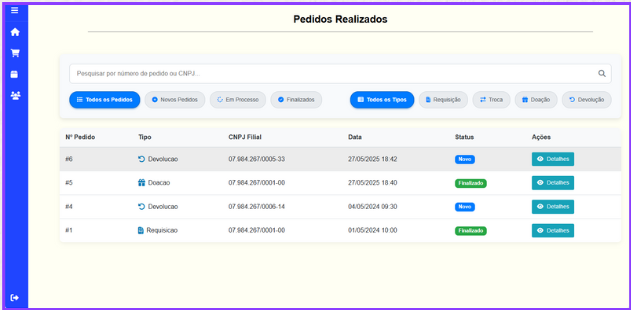 Pedidos Realizados
Pesquisar por número de pedido ou CNPJ...
Todos os Pedidos Novos Pedidos Em Processo Finalizados Todos os Tipos Requisição Troca Doação Devolução
Nº Pedido Tipo CNPJ Filial Data Status Ações
#6 Devolucao 07.984.267/0005-33 27/05/2025 18:42 Novo Detalhes
#5 Doacao 07.984.267/0001-00 27/05/2025 18:40 Finalizado Detalhes
#4 Devolucao 07.984.267/0006-14 04/05/2024 09:30 Novo Detalhes
#1 Requisicao 07.984.267/0001-00 01/05/2024 10:00 Finalizado Detalhes